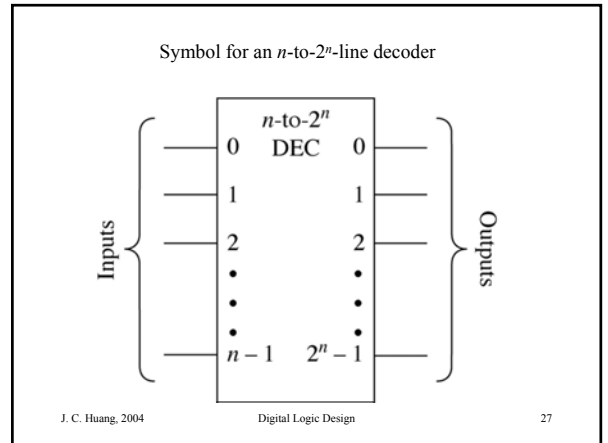 Symbol for an n-to-2ⁿ-line decoder
n-to-2ⁿ
0 DEC 0
1 1
2 2
n – 1 2ⁿ – 1
Inputs
Outputs
J. C. Huang, 2004 Digital Logic Design 27